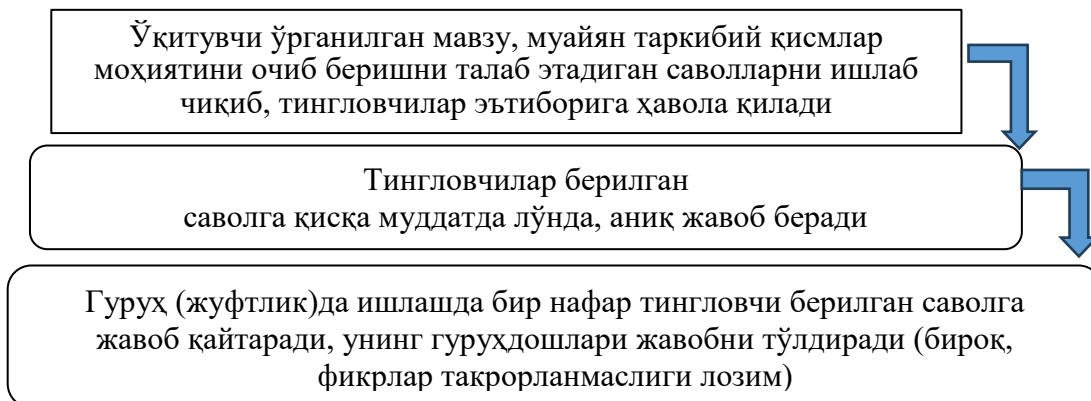 Ўқитувчи ўрганилган мавзу, муайян таркибий қисмлар
моҳиятини очиб беришни талаб этадиган саволларни ишлаб
чиқиб, тингловчилар эътиборига ҳавола қилади
Тингловчилар берилган
саволга қисқа муддатда лўнда, аниқ жавоб беради
Гуруҳ (жуфтлик)да ишлашда бир нафар тингловчи берилган саволга
жавоб қайтаради, унинг гуруҳдошлари жавобни тўлдиради (бироқ,
фикрлар такрорланмаслиги лозим)